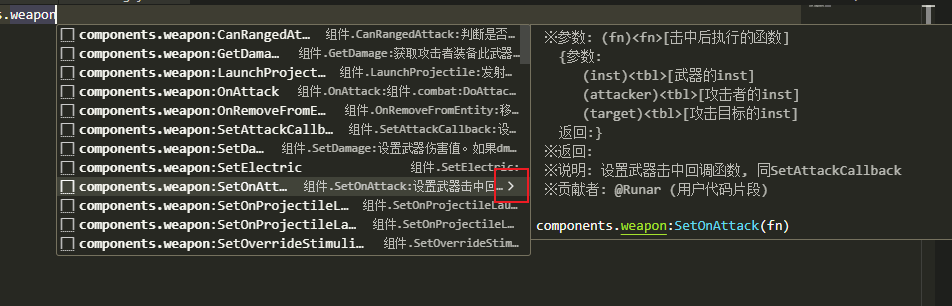 s.weapon
components.weapon:CanRangedAt… 组件.CanRangedAttack:判断是否…
components.weapon:GetDama… 组件.GetDamage:获取攻击者装备此武器…
components.weapon:LaunchProject… 组件.LaunchProjectile:发射…
components.weapon:OnAttack 组件.OnAttack:组件.combat:DoAttac…
components.weapon:OnRemoveFromE… 组件.OnRemoveFromEntity:移…
components.weapon:SetAttackCallb… 组件.SetAttackCallback:设…
components.weapon:SetDa… 组件.SetDamage:设置武器伤害值。如果dm…
components.weapon:SetElectric 组件.SetElectric:
components.weapon:SetOnAtt… 组件.SetOnAttack:设置武器击中回…
components.weapon:SetOnProjectileL… 组件.SetOnProjectileLau…
components.weapon:SetOnProjectileLa… 组件.SetOnProjectileL…
components.weapon:SetOverrideStimuli… 组件.SetOverrideStim…
※参数: (fn)<fn>[击中后执行的函数]
{参数:
(inst)<tbl>[武器的inst]
(attacker)<tbl>[攻击者的inst]
(target)<tbl>[攻击目标的inst]
返回:}
※返回:
※说明: 设置武器击中回调函数, 同SetAttackCallback
※贡献者: @Runar (用户代码片段)
components.weapon:SetOnAttack(fn)